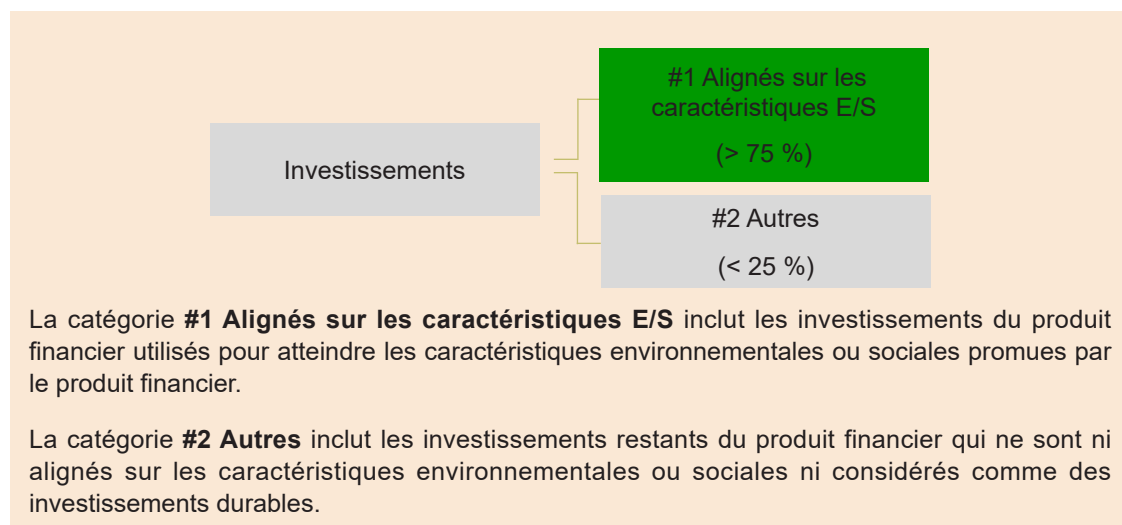 #1 Alignés sur les
caractéristiques E/S
(> 75 %)
Investissements
#2 Autres
(< 25 %)
La catégorie #1 Alignés sur les caractéristiques E/S inclut les investissements du produit
financier utilisés pour atteindre les caractéristiques environnementales ou sociales promues par
le produit financier.
La catégorie #2 Autres inclut les investissements restants du produit financier qui ne sont ni
alignés sur les caractéristiques environnementales ou sociales ni considérés comme des
investissements durables.